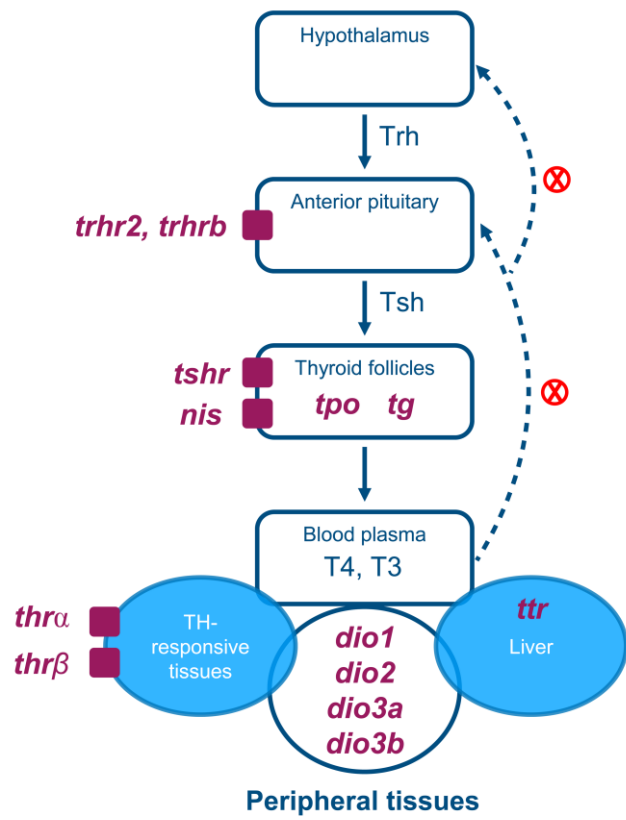 Hypothalamus
Trh
Anterior pituitary
trhr2, trhrb
Tsh
Thyroid follicles
tshr
nis
tpo tg
Blood plasma
T4, T3
thrα
thrβ
TH-
responsive
tissues
dio1
dio2
dio3a
dio3b
ttr
Liver
Peripheral tissues